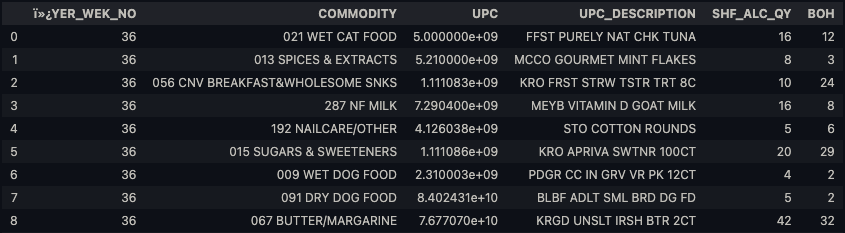 ï»¿YER_WEK_NO COMMODITY UPC UPC_DESCRIPTION SHF_ALC_QY BOH
0 36 021 WET CAT FOOD 5.000000e+09 FFST PURELY NAT CHK TUNA 16 12
1 36 013 SPICES & EXTRACTS 5.210000e+09 MCCO GOURMET MINT FLAKES 8 3
2 36 056 CNV BREAKFAST&WHOLESOME SNKS 1.111083e+09 KRO FRST STRW TSTR TRT 8C 10 24
3 36 287 NF MILK 7.290400e+09 MEYB VITAMIN D GOAT MILK 16 8
4 36 192 NAILCARE/OTHER 4.126038e+09 STO COTTON ROUNDS 5 6
5 36 015 SUGARS & SWEETENERS 1.111086e+09 KRO APRIVA SWTNR 100CT 20 29
6 36 009 WET DOG FOOD 2.310003e+09 PDGR CC IN GRV VR PK 12CT 4 2
7 36 091 DRY DOG FOOD 8.402431e+10 BLBF ADLT SML BRD DG FD 5 2
8 36 067 BUTTER/MARGARINE 7.677070e+10 KRGD UNSLT IRSH BTR 2CT 42 32